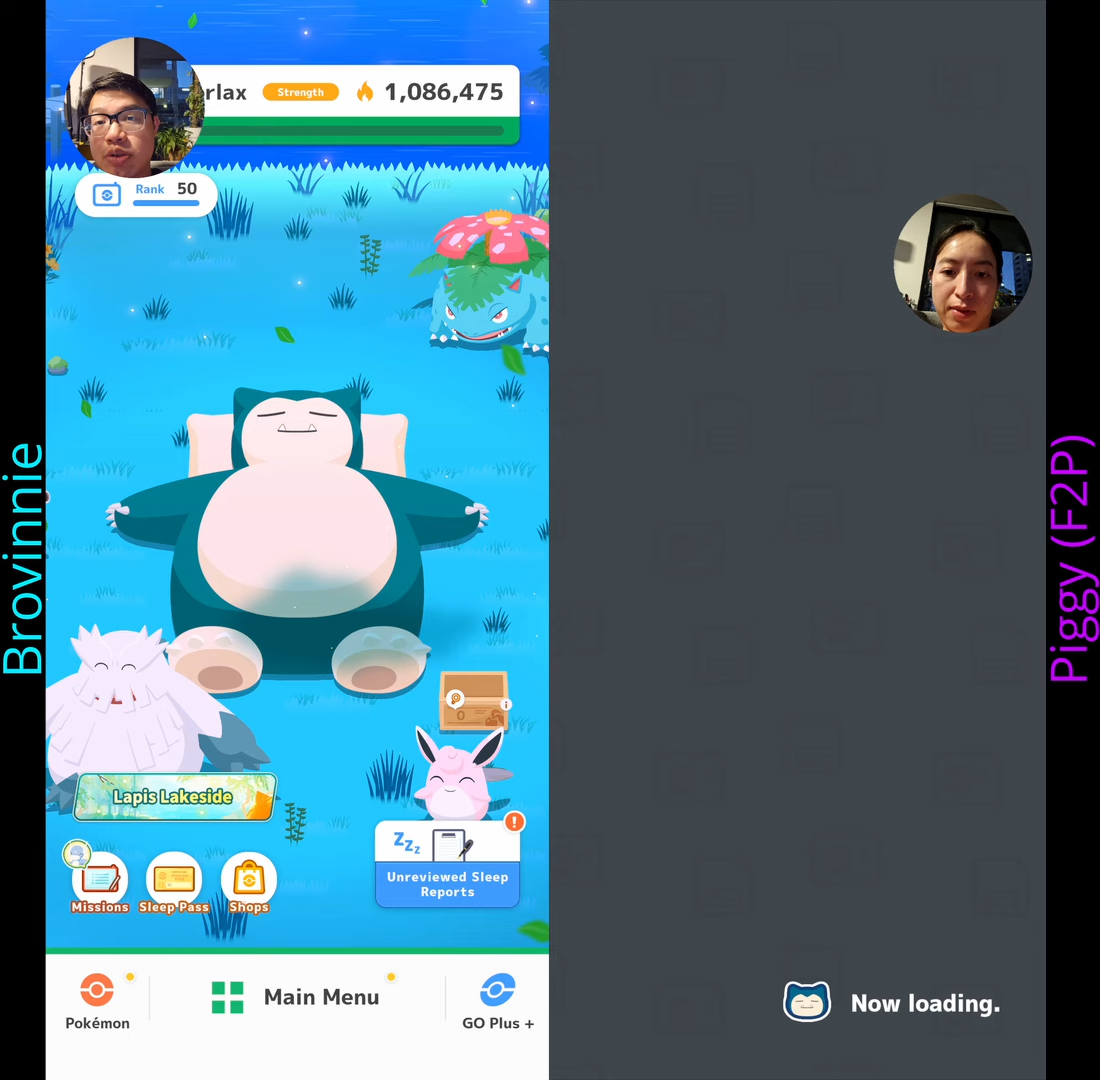 rlax
Strength
1,086,475
Rank 50
Brovinnie
Piggy (F2P)
Lapis Lakeside
Zzz
Unreviewed Sleep
Reports
Missions
Sleep Pass
Shops
Pokémon
Main Menu
GO Plus +
Now loading.